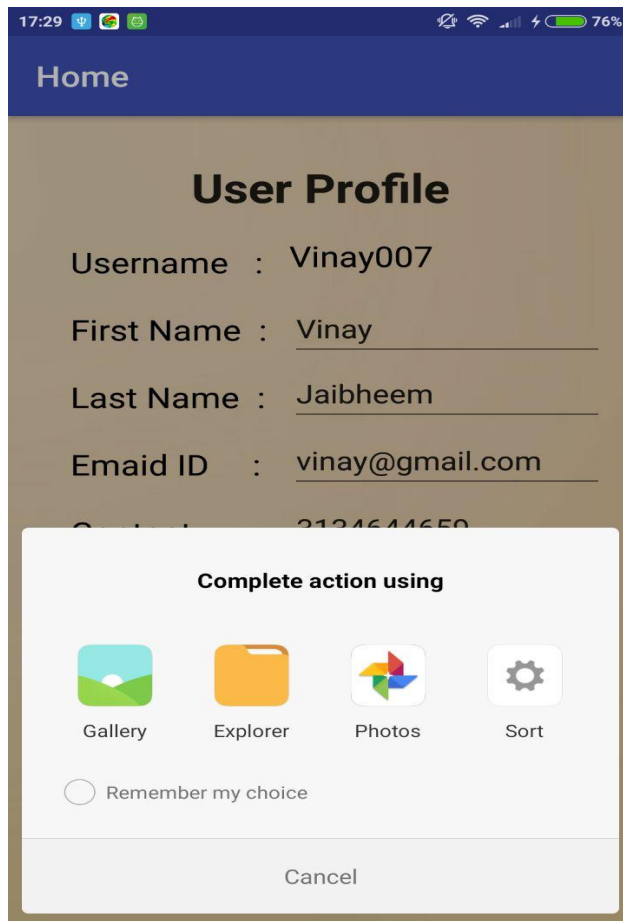 17:29 76%
Home
User Profile
Username : Vinay007
First Name : Vinay
Last Name : Jaibheem
Emaid ID : vinay@gmail.com
3134644659
Complete action using
Gallery Explorer Photos Sort
Remember my choice
Cancel